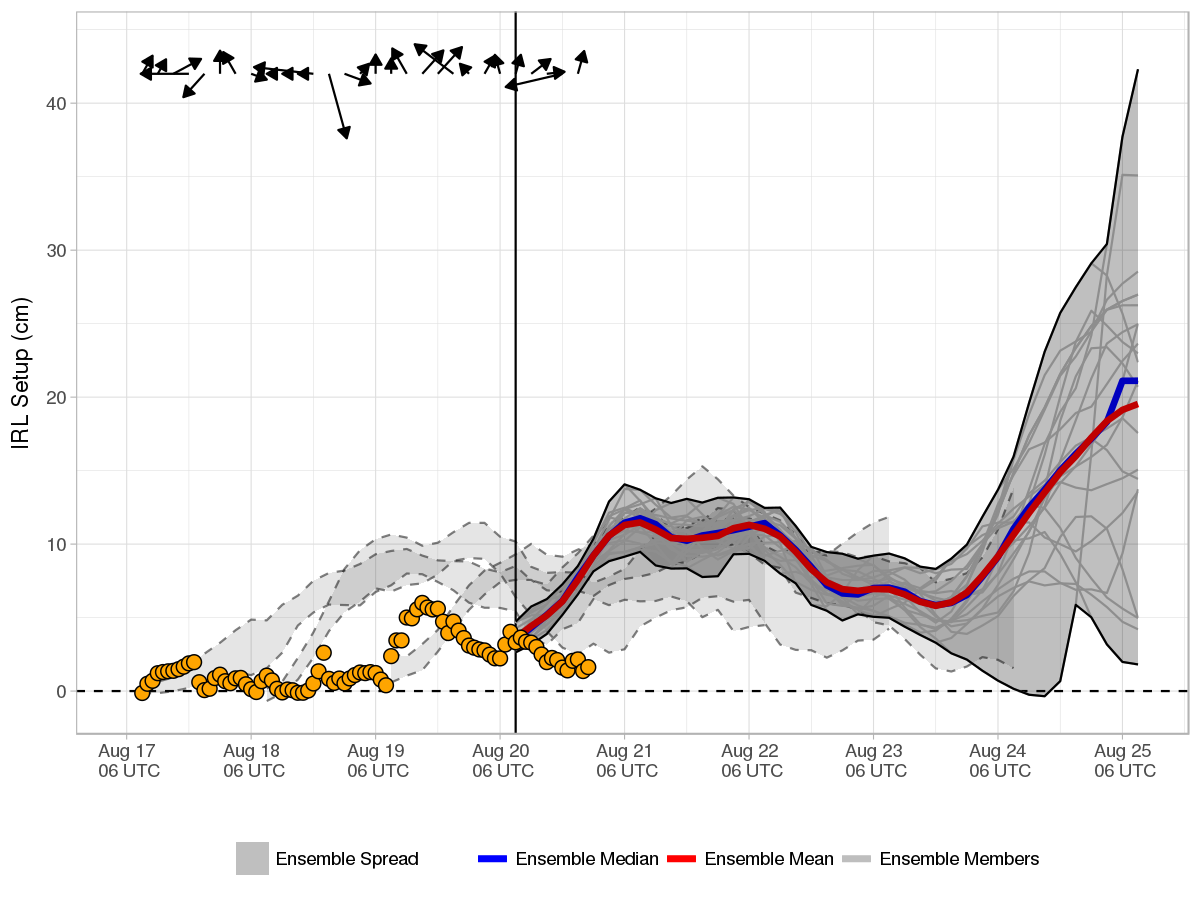 IRL Setup (cm)
40
30
20
10
0
Aug 17 Aug 18 Aug 19 Aug 20 Aug 21 Aug 22 Aug 23 Aug 24 Aug 25
06 UTC 06 UTC 06 UTC 06 UTC 06 UTC 06 UTC 06 UTC 06 UTC 06 UTC
Ensemble Spread Ensemble Median Ensemble Mean Ensemble Members